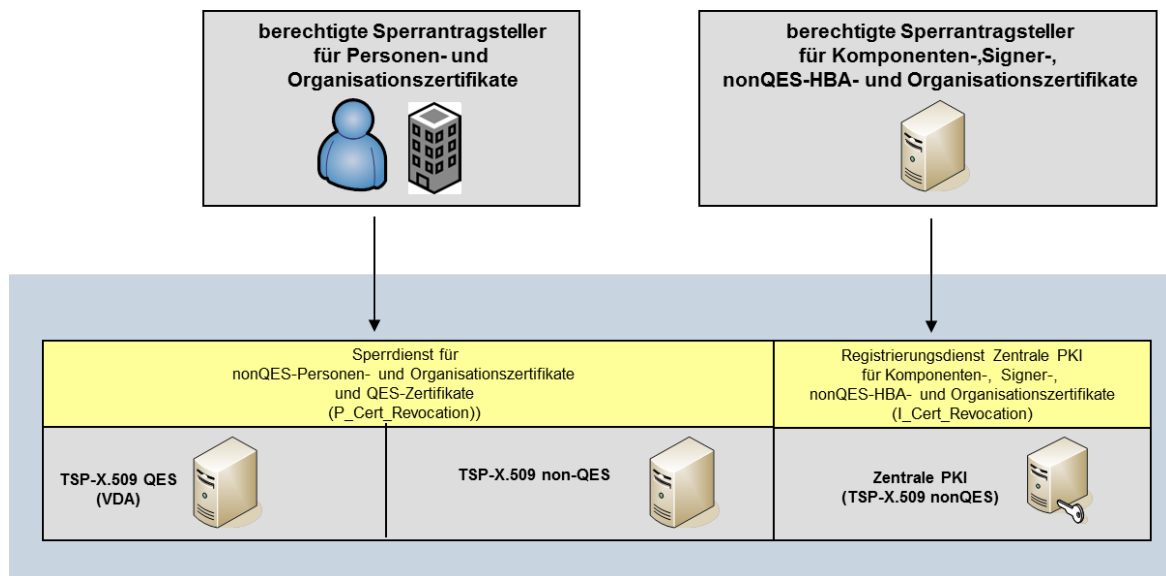 berechtigte Sperrantragsteller
für Personen- und
Organisationszertifikate
berechtigte Sperrantragsteller
für Komponenten-,Signer-,
nonQES-HBA- und Organisationszertifikate
Sperrdienst für
nonQES-Personen- und Organisationszertifikate
und QES-Zertifikate
(P_Cert_Revocation))
Registrierungsdienst Zentrale PKI
für Komponenten-, Signer-,
nonQES-HBA- und Organisationszertifikate
(I_Cert_Revocation)
TSP-X.509 QES
(VDA)
TSP-X.509 non-QES
Zentrale PKI
(TSP-X.509 nonQES)